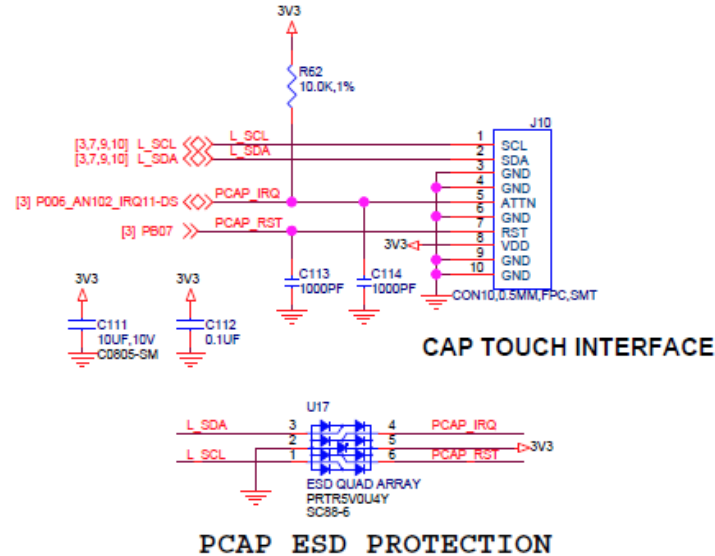 3V3
R62
10.0K,1%
J10
[3,7,9,10] L_SCL L_SCL 1 SCL
[3,7,9,10] L_SDA L_SDA 2 SDA
3 GND
4 GND
[3] P006_AN102_IRQ11-DS PCAP_IRQ 5 ATTN
6 GND
[3] PB07 PCAP_RST 7 RST
3V3 8 VDD
9 GND
10 GND
C113
1000PF
C114
1000PF
CON10,0.5MM,FPC,SMT
3V3
C111
10UF,10V
C0805-SM
3V3
C112
0.1UF
CAP TOUCH INTERFACE
U17
L_SDA 3 4 PCAP_IRQ
2 5 3V3
L_SCL 1 6 PCAP_RST
ESD QUAD ARRAY
PRTR5V0U4Y
SC88-6
PCAP ESD PROTECTION